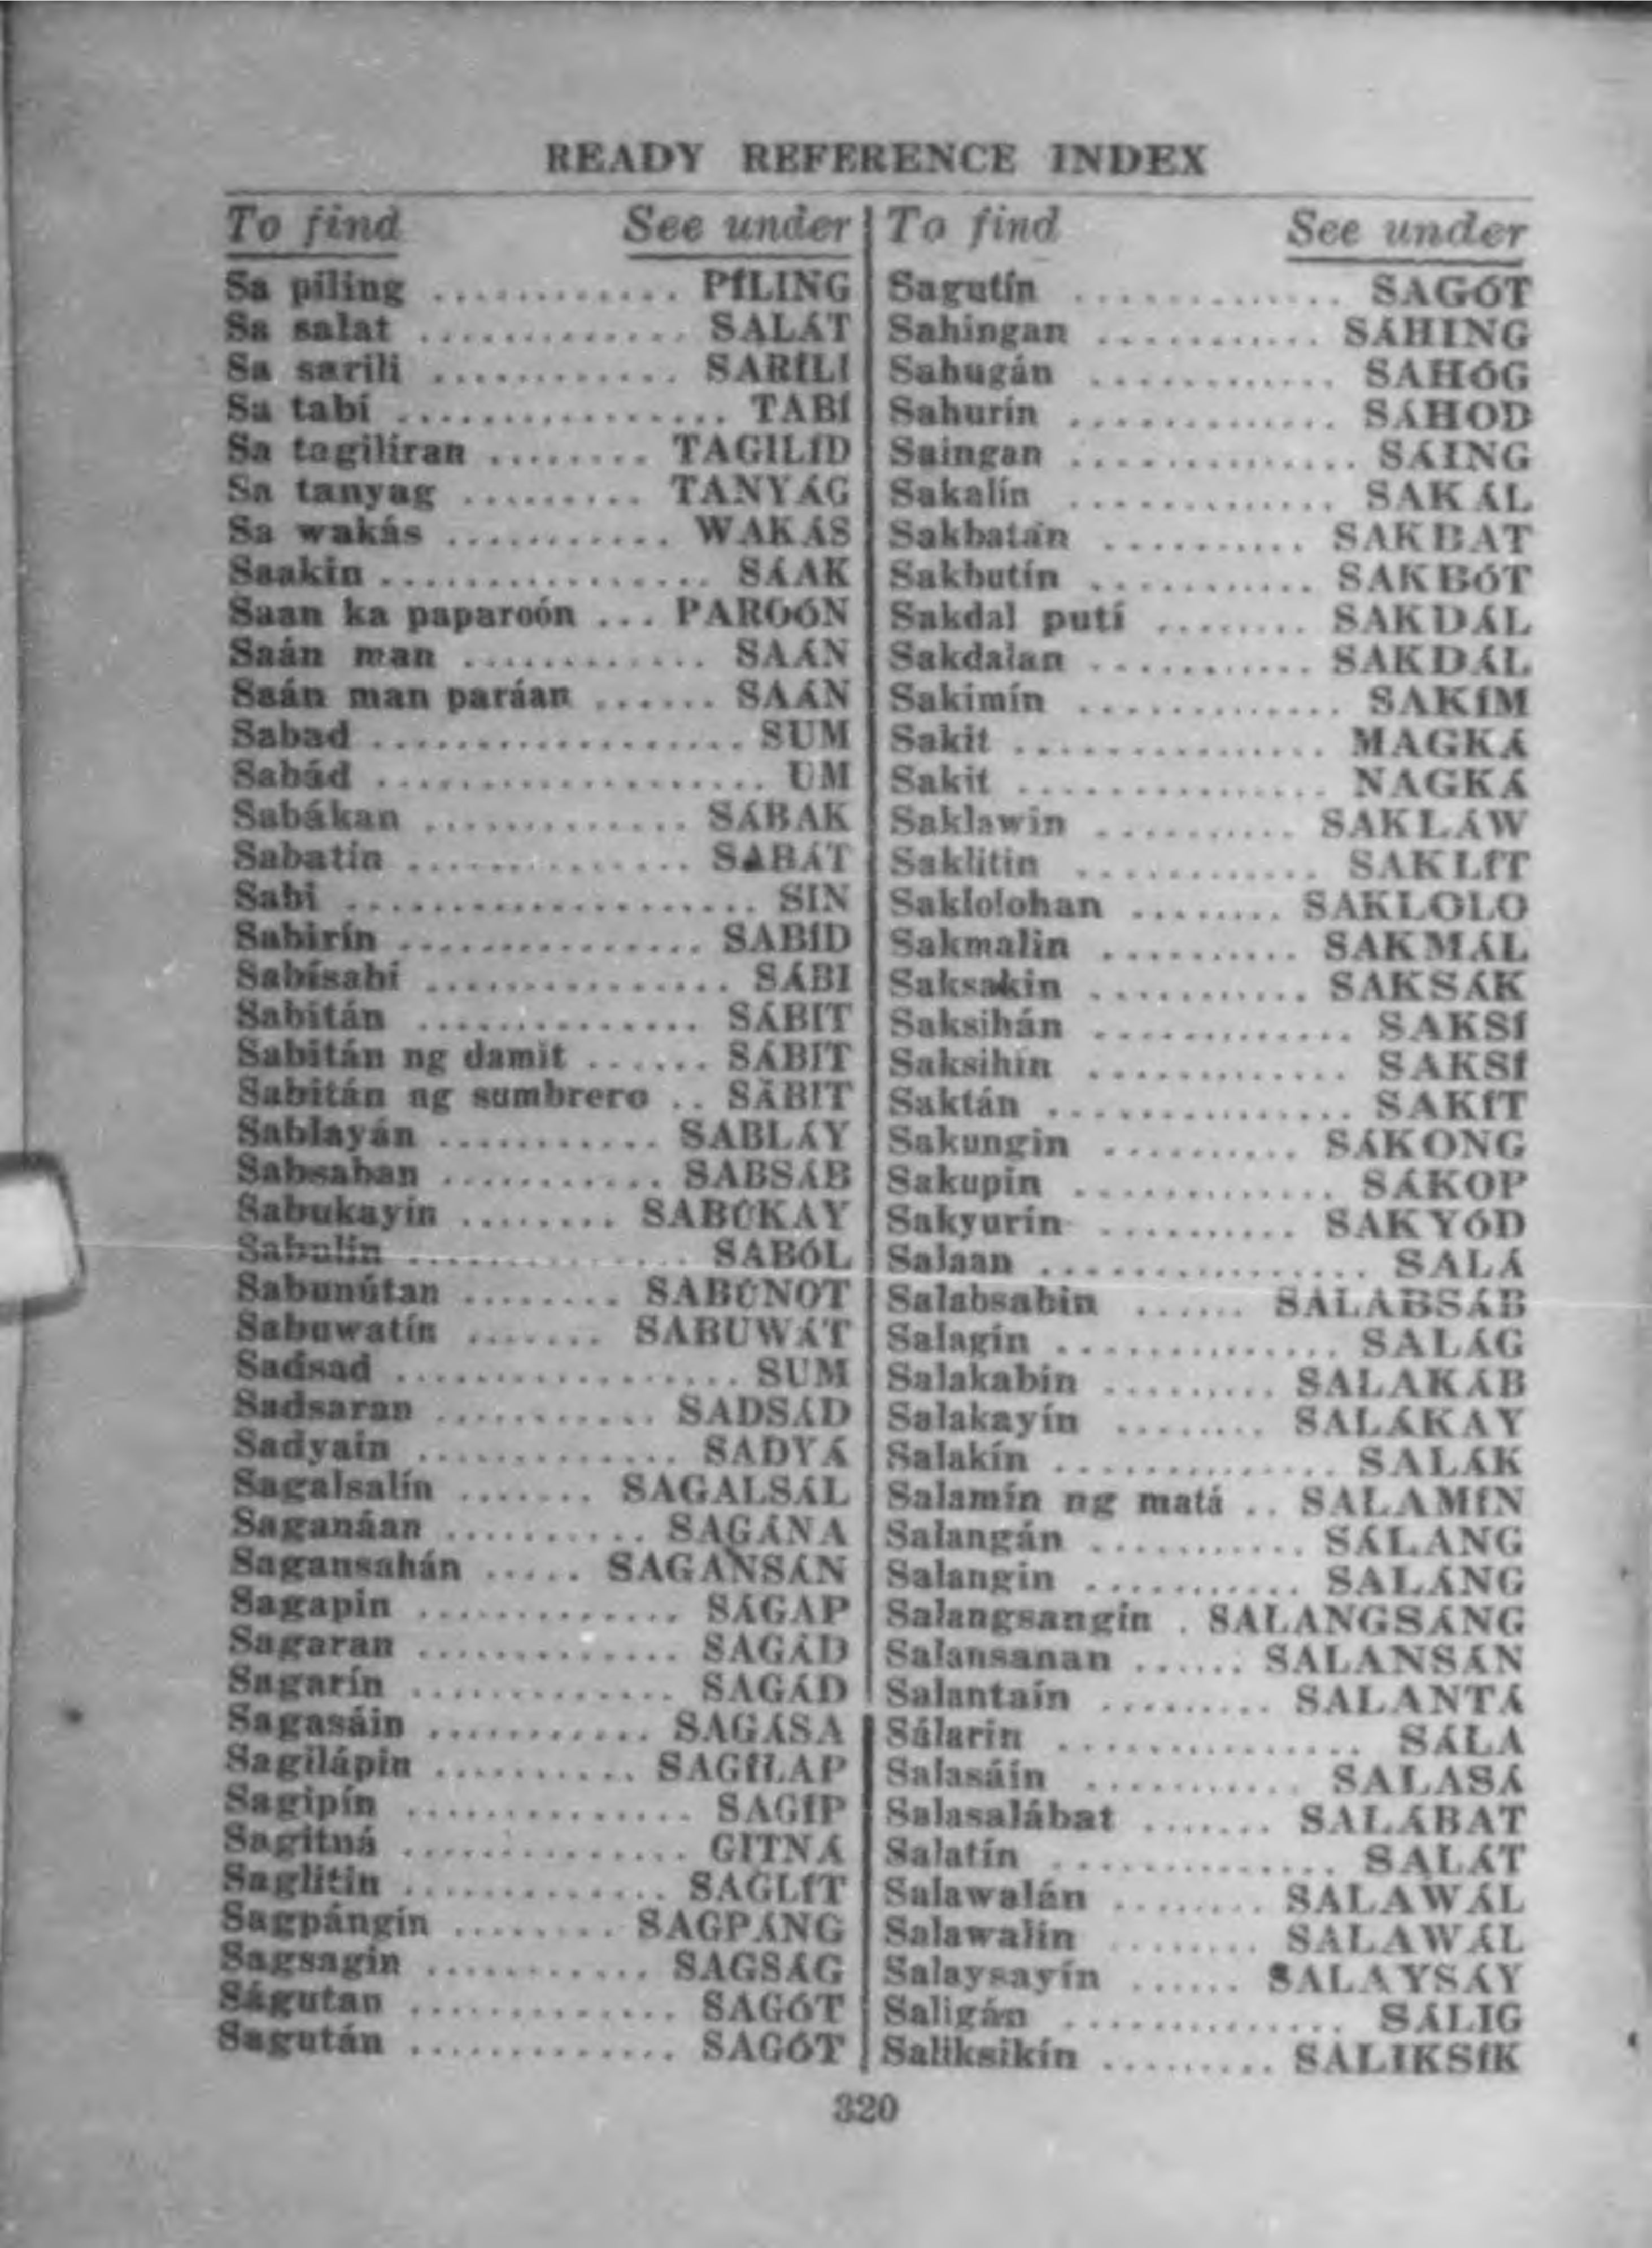 READY REFERENCE INDEX
To find See under
Sa piling ............ PÍLING
Sa salat ............. SALÁT
Sa sarili ............ SARÍLI
Sa tabí ................ TABÍ
Sa tagilíran ........ TAGILÍD
Sa tanyag ......... TANYÁG
Sa wakás ........... WAKÁS
Saakin ................ SÁAK
Saan ka paparoón ... PAROÓN
Saán man ............ SAÁN
Saán man paráan ...... SAÁN
Sabad .................. SUM
Sabád ................... UM
Sabákan ............. SÁBAK
Sabatín .............. SABÁT
Sabi .................... SIN
Sabirín ............... SABÍD
Sabísabí ............... SÁBI
Sabitán .............. SÁBIT
Sabitán ng damit ...... SÁBIT
Sabitán ng sumbrero .. SÁBIT
Sablayán ........... SABLÁY
Sabsaban ........... SABSÁB
Sabukayín ........ SABÚKAY
Sabulin .............. SABÓL
Sabunútan ........ SABÚNOT
Sabuwatín ....... SABUWÁT
Sadsad ................. SUM
Sadsaran ........... SADSÁD
Sadyain ............. SADYÁ
Sagalsalín ....... SAGALSÁL
Saganáan .......... SAGÁNA
Sagansahán ..... SAGANSÁN
Sagapin ............. SÁGAP
Sagaran ............. SAGÁD
Sagarín ............. SAGÁD
Sagasáin ........... SAGÁSA
Sagilápin .......... SAGÍLAP
Sagipín .............. SAGÍP
Sagitná .............. GITNÁ
Saglitin ............. SAGLÍT
Sagpángín ........ SAGPÁNG
Sagsagin ........... SAGSÁG
Ságutan ............. SAGÓT
Sagután ............. SAGÓT
To find See under
Sagutín ............. SAGÓT
Sahingan ........... SÁHING
Sahugán ............ SAHÓG
Sahurín ............. SÁHOD
Saingan .............. SÁING
Sakalín ............. SAKÁL
Sakbatan .......... SAKBAT
Sakbutín ........... SAKBÓT
Sakdal putí ........ SAKDÁL
Sakdalan ........... SAKDÁL
Sakimín ............. SAKÍM
Sakit ................ MAGKÁ
Sakit ................ NAGKÁ
Saklawin .......... SAKLÁW
Saklitin ............ SAKLÍT
Saklolohan ........ SAKLOLO
Sakmalin .......... SAKMÁL
Saksakin ........... SAKSÁK
Saksihán ............. SAKSÍ
Saksihin ............. SAKSÍ
Saktán ............... SAKÍT
Sakungin .......... SÁKONG
Sakupin ............. SÁKOP
Sakyurín .......... SAKYÓD
Salaan ................. SALÁ
Salabsabin ...... SALABSÁB
Salagín .............. SALÁG
Salakabin ......... SALAKÁB
Salakayín ........ SALÁKAY
Salakín .............. SALÁK
Salamín ng matá .. SALAMÍN
Salangán ........... SÁLANG
Salangin ........... SALÁNG
Salangsangín . SALANGSÁNG
Salansanan ...... SALANSÁN
Salantaín ......... SALANTÁ
Sálarin ............... SÁLA
Salasáin ........... SALASÁ
Salasalábat ....... SALÁBAT
Salatín .............. SALÁT
Salawalán ........ SALAWÁL
Salawalín ........ SALAWÁL
Salaysayín ...... SALAYSÁY
Saligán .............. SÁLIG
Saliksikín ......... SALIKSÍK
320